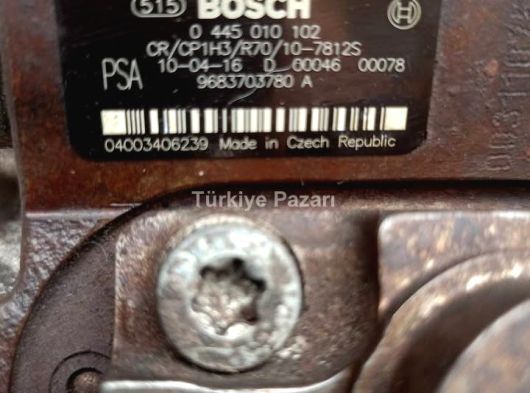 515 BOSCH
0 445 010 102
CR/CP1H3/R70/10-7812S
PSA 10-04-16 D 00046 00078
9683703780 A
04003406239 Made in Czech Republic
Türkiye Pazarı